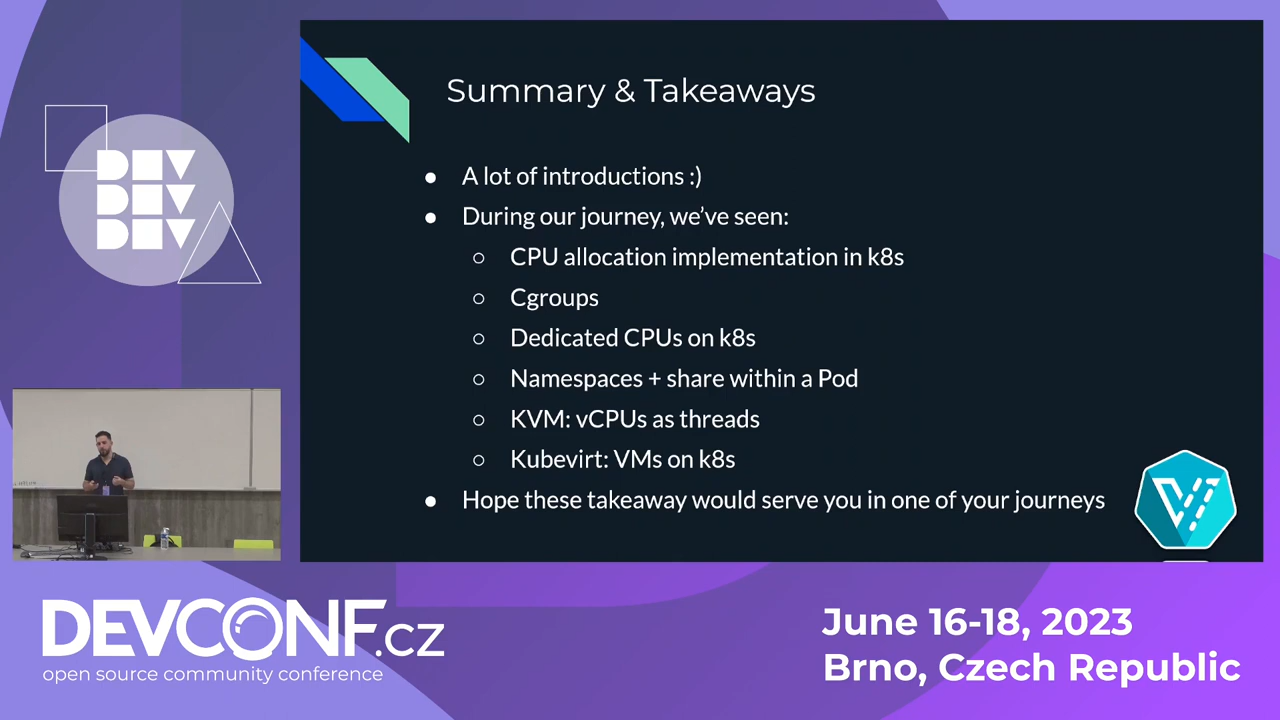 DEV
DEV
DEV
Summary & Takeaways
● A lot of introductions :)
● During our journey, we've seen:
○ CPU allocation implementation in k8s
○ Cgroups
○ Dedicated CPUs on k8s
○ Namespaces + share within a Pod
○ KVM: vCPUs as threads
○ Kubevirt: VMs on k8s
● Hope these takeaway would serve you in one of your journeys
DEVCONF.cz
open source community conference
June 16-18, 2023
Brno, Czech Republic